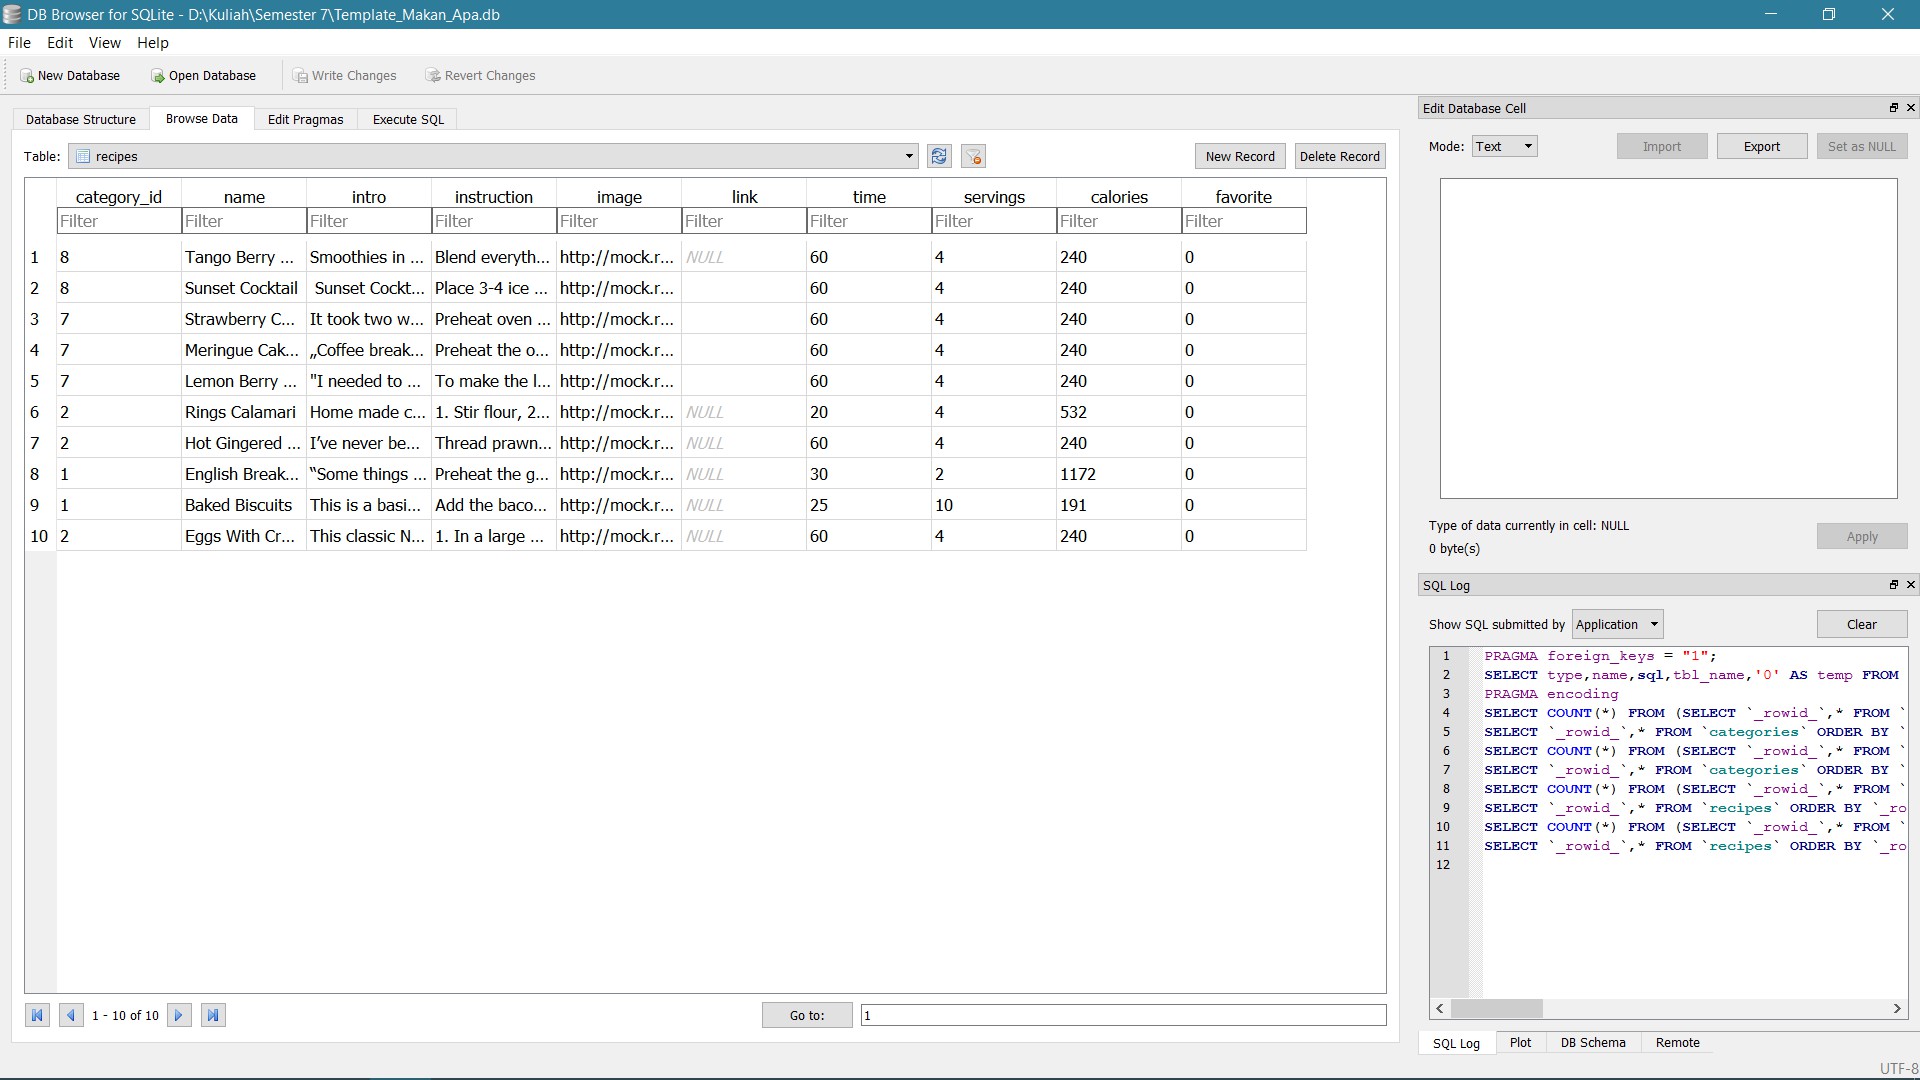 DB Browser for SQLite - D:\Kuliah\Semester 7\Template_Makan_Apa.db
File Edit View Help
New Database Open Database Write Changes Revert Changes
Database Structure Browse Data Edit Pragmas Execute SQL
Table: recipes New Record Delete Record
category_id name intro instruction image link time servings calories favorite
Filter Filter Filter Filter Filter Filter Filter Filter Filter Filter
1 8 Tango Berry ... Smoothies in ... Blend everyth... http://mock.r... NULL 60 4 240 0
2 8 Sunset Cocktail Sunset Cockt... Place 3-4 ice ... http://mock.r... 60 4 240 0
3 7 Strawberry C... It took two w... Preheat oven ... http://mock.r... 60 4 240 0
4 7 Meringue Cak... „Coffee break... Preheat the o... http://mock.r... 60 4 240 0
5 7 Lemon Berry ... "I needed to ... To make the l... http://mock.r... 60 4 240 0
6 2 Rings Calamari Home made c... 1. Stir flour, 2... http://mock.r... NULL 20 4 532 0
7 2 Hot Gingered ... I’ve never be... Thread prawn... http://mock.r... NULL 60 4 240 0
8 1 English Break... “Some things ... Preheat the g... http://mock.r... NULL 30 2 1172 0
9 1 Baked Biscuits This is a basi... Add the baco... http://mock.r... NULL 25 10 191 0
10 2 Eggs With Cr... This classic N... 1. In a large ... http://mock.r... NULL 60 4 240 0
1 - 10 of 10 Go to: 1
Edit Database Cell
Mode: Text Import Export Set as NULL
Type of data currently in cell: NULL
0 byte(s)
Apply
SQL Log
Show SQL submitted by Application Clear
1 PRAGMA foreign_keys = "1";
2 SELECT type,name,sql,tbl_name,'0' AS temp FROM
3 PRAGMA encoding
4 SELECT COUNT(*) FROM (SELECT `_rowid_`,* FROM `
5 SELECT `_rowid_`,* FROM `categories` ORDER BY `
6 SELECT COUNT(*) FROM (SELECT `_rowid_`,* FROM `
7 SELECT `_rowid_`,* FROM `categories` ORDER BY `
8 SELECT COUNT(*) FROM (SELECT `_rowid_`,* FROM `
9 SELECT `_rowid_`,* FROM `recipes` ORDER BY `_ro
10 SELECT COUNT(*) FROM (SELECT `_rowid_`,* FROM `
11 SELECT `_rowid_`,* FROM `recipes` ORDER BY `_ro
12
SQL Log Plot DB Schema Remote
UTF-8